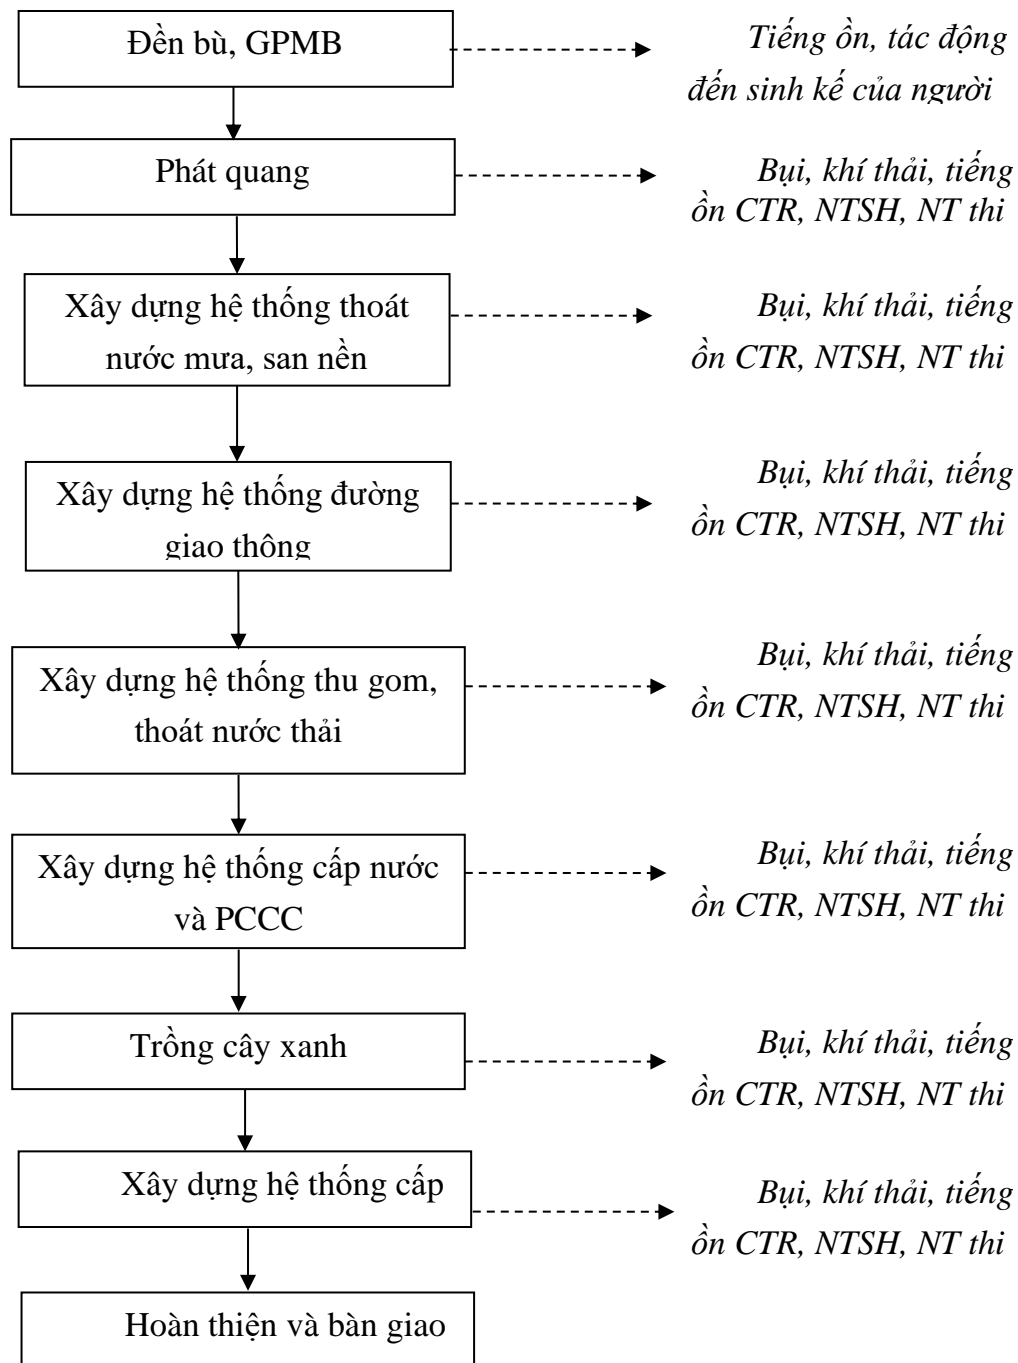 Đền bù, GPMB
Tiếng ồn, tác động
đến sinh kế của người
Phát quang
Bụi, khí thải, tiếng
ồn CTR, NTSH, NT thi
Xây dựng hệ thống thoát
nước mưa, san nền
Bụi, khí thải, tiếng
ồn CTR, NTSH, NT thi
Xây dựng hệ thống đường
giao thông
Bụi, khí thải, tiếng
ồn CTR, NTSH, NT thi
Xây dựng hệ thống thu gom,
thoát nước thải
Bụi, khí thải, tiếng
ồn CTR, NTSH, NT thi
Xây dựng hệ thống cấp nước
và PCCC
Bụi, khí thải, tiếng
ồn CTR, NTSH, NT thi
Trồng cây xanh
Bụi, khí thải, tiếng
ồn CTR, NTSH, NT thi
Xây dựng hệ thống cấp
Bụi, khí thải, tiếng
ồn CTR, NTSH, NT thi
Hoàn thiện và bàn giao